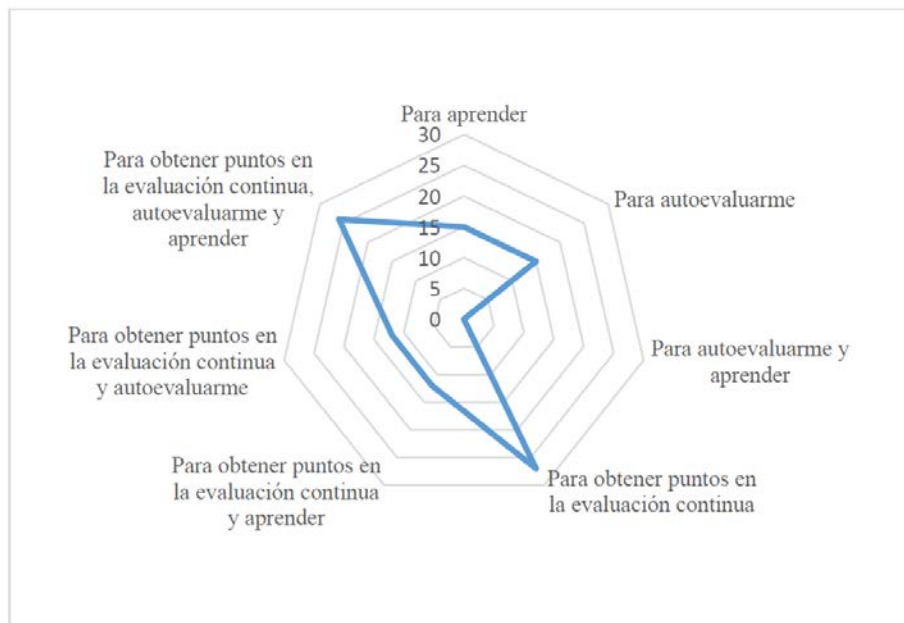 Para aprender
30
25
20
15
10
5
0
Para autoevaluarme
Para autoevaluarme y
aprender
Para obtener puntos en
la evaluación continua
Para obtener puntos en
la evaluación continua
y aprender
Para obtener puntos en
la evaluación continua
y autoevaluarme
Para obtener puntos en
la evaluación continua,
autoevaluarme y
aprender